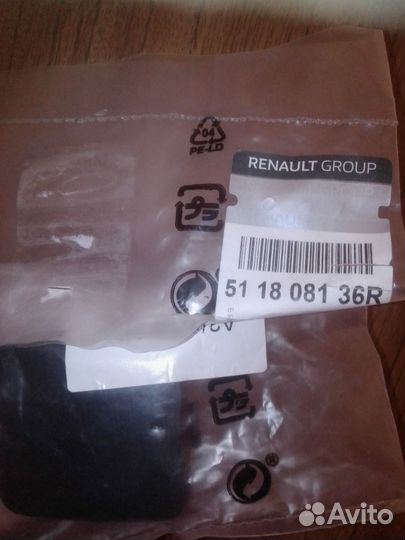 04
PE-LD
RENAULT GROUP
51 18 081 36R
®
Avito